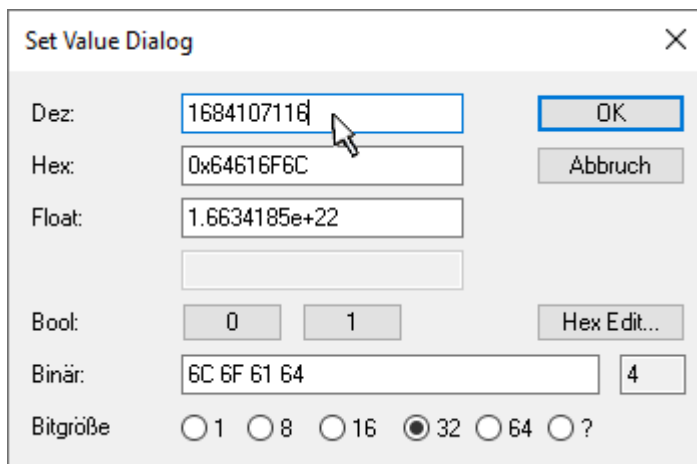 Set Value Dialog
Dez: 1684107116 OK
Hex: 0x64616F6C Abbruch
Float: 1.6634185e+22
Bool: 0 1 Hex Edit...
Binär: 6C 6F 61 64 4
Bitgröße 1 8 16 32 64 ?